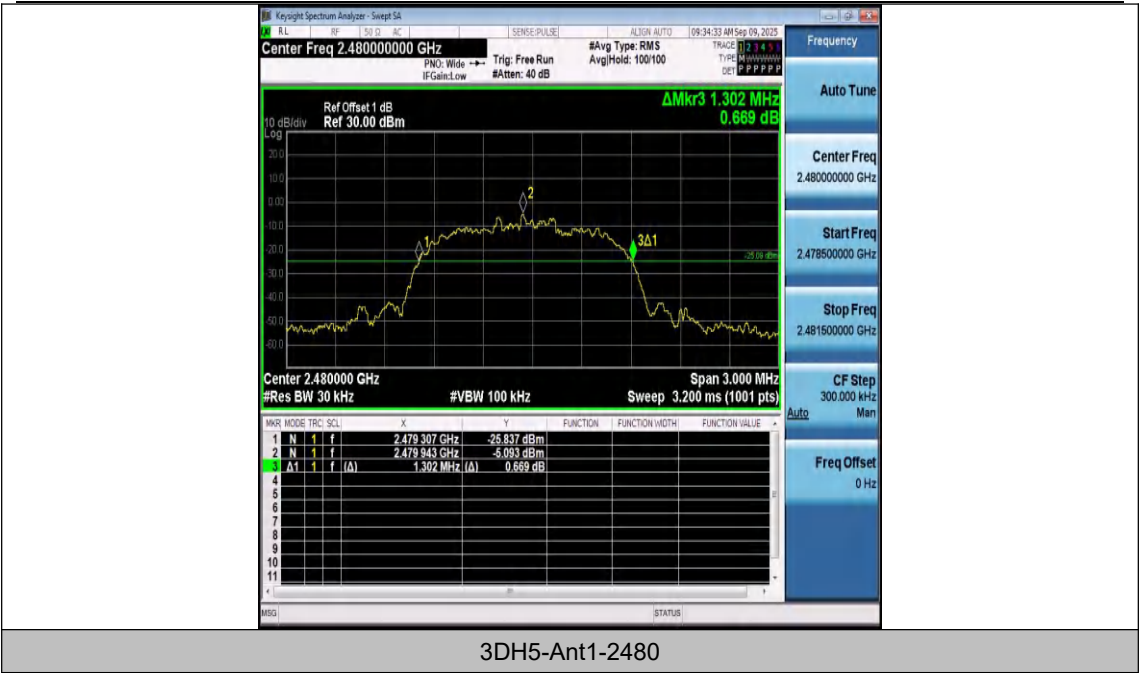 Keysight Spectrum Analyzer - Swept SA
RL RF 50 Ω AC SENSE:PULSE ALIGN AUTO 09:34:33 AM Sep 09, 2025
Center Freq 2.480000000 GHz
PNO: Wide
IFGain:Low
Trig: Free Run
#Atten: 40 dB
#Avg Type: RMS
Avg|Hold: 100/100
TRACE 1 2 3 4 5 6
TYPE M W W W W W
DET P P P P P P
ΔMkr3 1.302 MHz
0.669 dB
Ref Offset 1 dB
10 dB/div Ref 30.00 dBm
Log
20.0
10.0
0.00
-10.0
-20.0
-30.0
-40.0
-50.0
-60.0
1
2
3Δ1
-25.09 dBm
Center 2.480000 GHz Span 3.000 MHz
#Res BW 30 kHz #VBW 100 kHz Sweep 3.200 ms (1001 pts)
MKR MODE TRC SCL X Y FUNCTION FUNCTION WIDTH FUNCTION VALUE
1 N 1 f 2.479 307 GHz -25.837 dBm
2 N 1 f 2.479 943 GHz -5.093 dBm
3 Δ1 1 f (Δ) 1.302 MHz (Δ) 0.669 dB
4
5
6
7
8
9
10
11
MSG STATUS
Frequency
Auto Tune
Center Freq
2.480000000 GHz
Start Freq
2.478500000 GHz
Stop Freq
2.481500000 GHz
CF Step
300.000 kHz
Auto Man
Freq Offset
0 Hz
3DH5-Ant1-2480